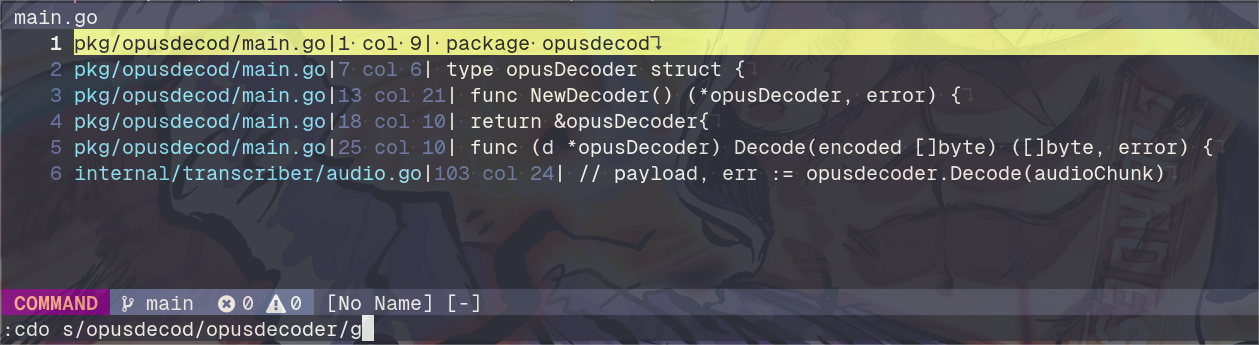 main.go
1 pkg/opusdecod/main.go|1 col 9| package opusdecod
2 pkg/opusdecod/main.go|7 col 6| type opusDecoder struct {
3 pkg/opusdecod/main.go|13 col 21| func NewDecoder() (*opusDecoder, error) {
4 pkg/opusdecod/main.go|18 col 10| return &opusDecoder{
5 pkg/opusdecod/main.go|25 col 10| func (d *opusDecoder) Decode(encoded []byte) ([]byte, error) {
6 internal/transcriber/audio.go|103 col 24| // payload, err := opusdecoder.Decode(audioChunk)
COMMAND main 0 0 [No Name] [-]
:cdo s/opusdecod/opusdecoder/g